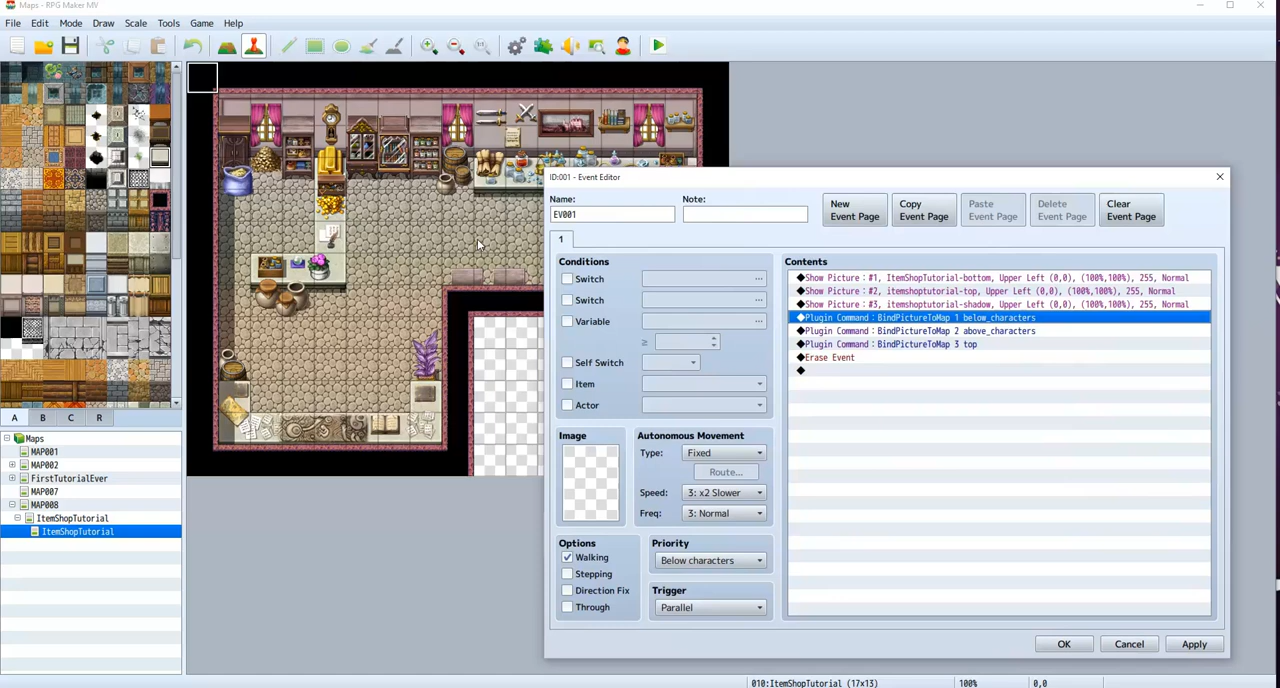 Maps - RPG Maker MV
File Edit Mode Draw Scale Tools Game Help
1:1
ID:001 - Event Editor
Name: Note:
EV001
New Event Page
Copy Event Page
Paste Event Page
Delete Event Page
Clear Event Page
1
Conditions
Switch ...
Switch ...
Variable ...
≥
Self Switch
Item
Actor
Image
Autonomous Movement
Type: Fixed
Route...
Speed: 3: x2 Slower
Freq: 3: Normal
Options
Walking
Stepping
Direction Fix
Through
Priority
Below characters
Trigger
Parallel
Contents
◆Show Picture：#1, ItemShopTutorial-bottom, Upper Left (0,0), (100%,100%), 255, Normal
◆Show Picture：#2, itemshoptutorial-top, Upper Left (0,0), (100%,100%), 255, Normal
◆Show Picture：#3, itemshoptutorial-shadow, Upper Left (0,0), (100%,100%), 255, Normal
◆Plugin Command：BindPictureToMap 1 below_characters
◆Plugin Command：BindPictureToMap 2 above_characters
◆Plugin Command：BindPictureToMap 3 top
◆Erase Event
◆
OK Cancel Apply
A B C R
Maps
MAP001
MAP002
FirstTutorialEver
MAP007
MAP008
ItemShopTutorial
ItemShopTutorial
010:ItemShopTutorial (17x13) 100% 0,0